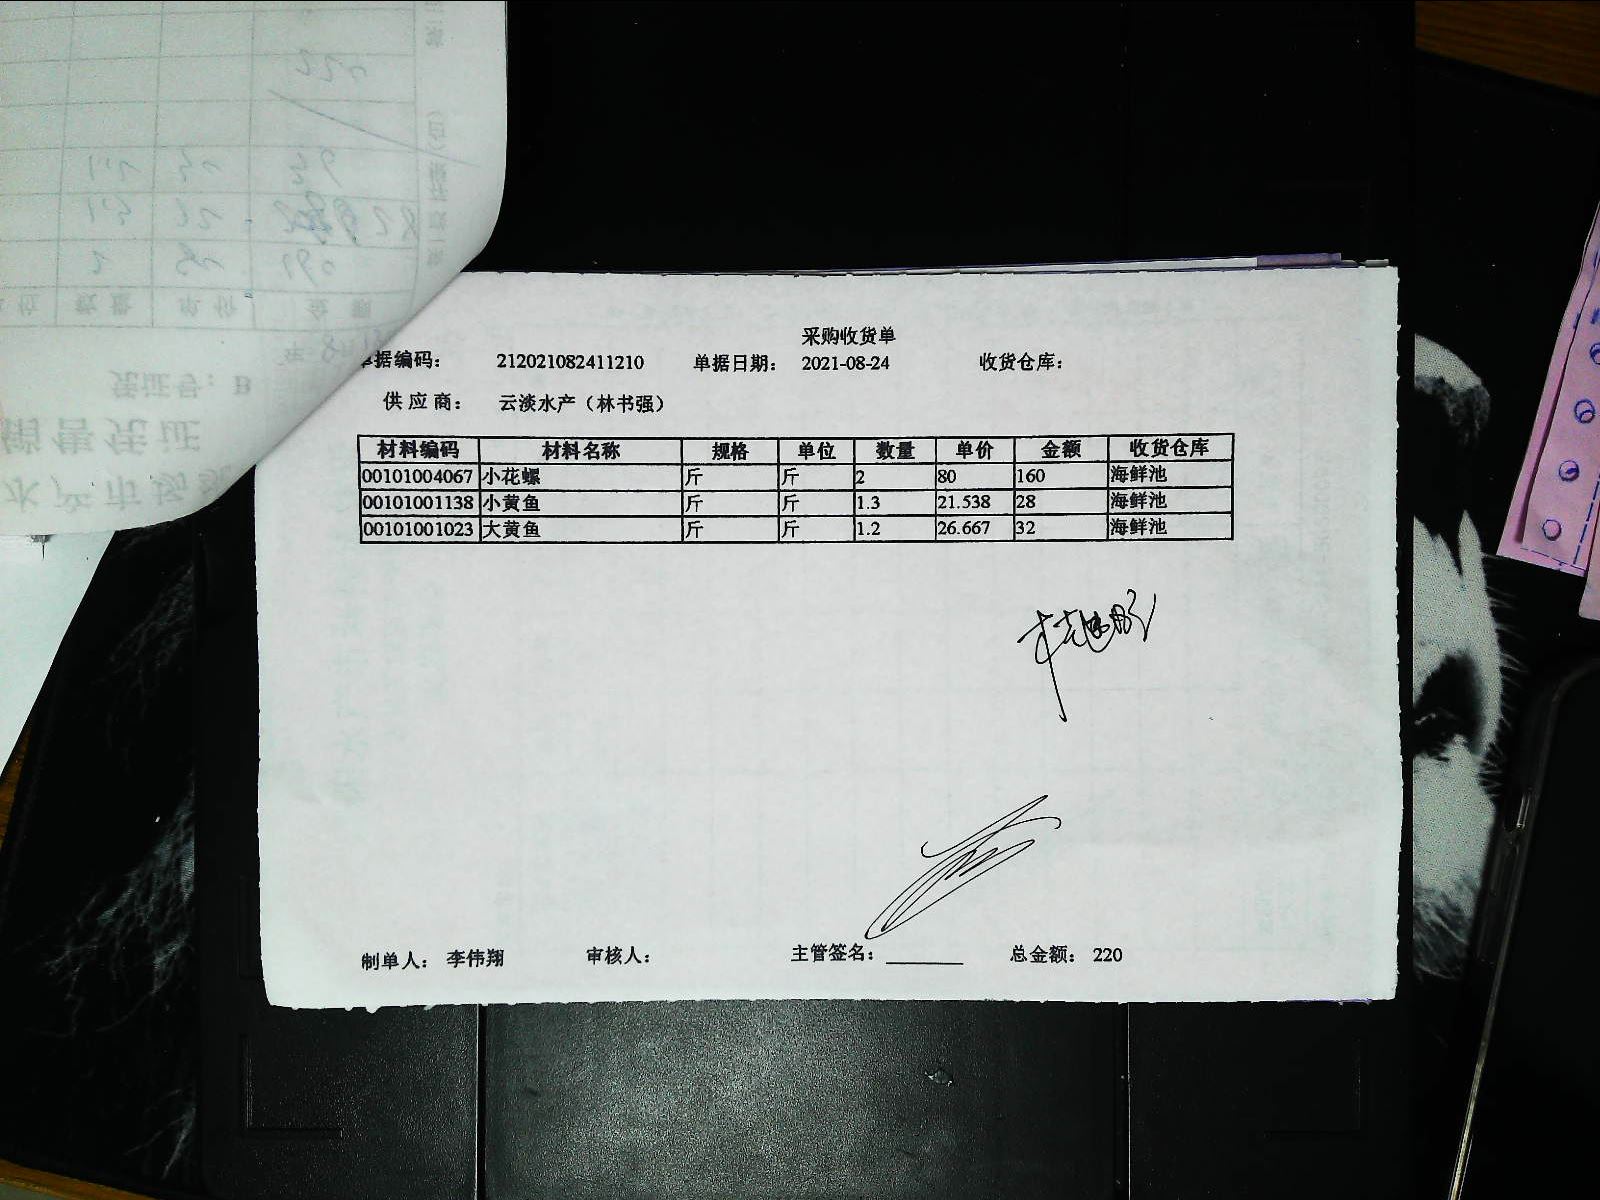 采购收货单
单据编码： 212021082411210 单据日期： 2021-08-24 收货仓库：
供应商： 云淡水产（林书强）
材料编码 材料名称 规格 单位 数量 单价 金额 收货仓库
00101004067 小花螺 斤 斤 2 80 160 海鲜池
00101001138 小黄鱼 斤 斤 1.3 21.538 28 海鲜池
00101001023 大黄鱼 斤 斤 1.2 26.667 32 海鲜池
制单人： 李伟翔 审核人： 主管签名： 总金额： 220